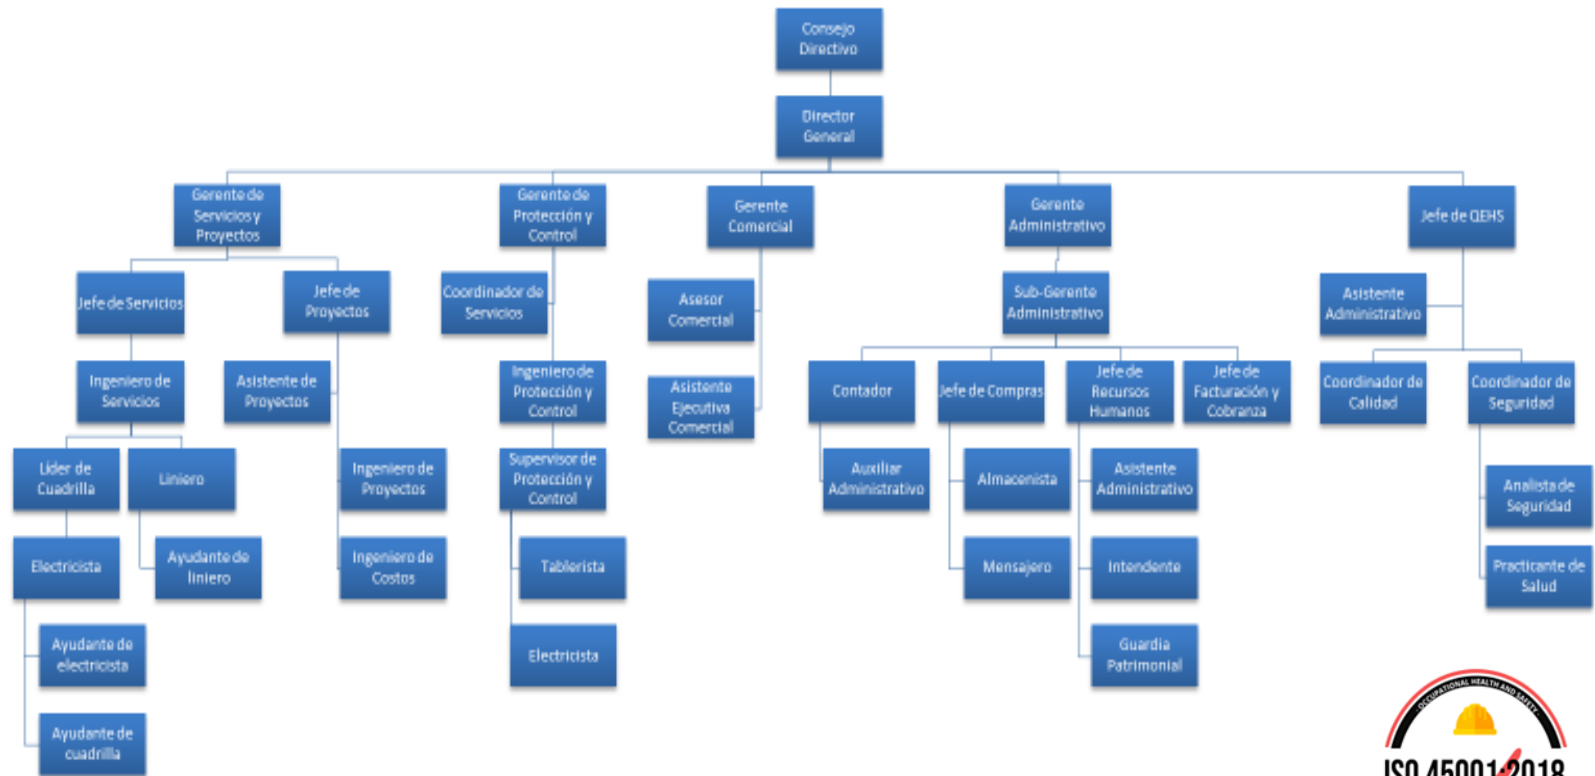 Consejo
Directivo
Director
General
Gerente de
Servicios y
Proyectos
Gerente de
Protección y
Control
Gerente
Comercial
Gerente
Administrativo
Jefe de QEHS
Jefe de Servicios
Jefe de
Proyectos
Coordinador de
Servicios
Asesor
Comercial
Sub-Gerente
Administrativo
Asistente
Administrativo
Ingeniero de
Servicios
Asistente de
Proyectos
Ingeniero de
Protección y
Control
Asistente
Ejecutiva
Comercial
Contador
Jefe de Compras
Jefe de
Recursos
Humanos
Jefe de
Facturación y
Cobranza
Coordinador de
Calidad
Coordinador de
Seguridad
Líder de
Cuadrilla
Liniero
Ingeniero de
Proyectos
Supervisor de
Protección y
Control
Auxiliar
Administrativo
Almacenista
Asistente
Administrativo
Analista de
Seguridad
Electricista
Ayudante de
liniero
Ingeniero de
Costos
Tablerista
Mensajero
Intendente
Practicante de
Salud
Ayudante de
electricista
Electricista
Guardia
Patrimonial
Ayudante de
cuadrilla
OCCUPATIONAL HEALTH AND SAFETY
ISO 45001:2018